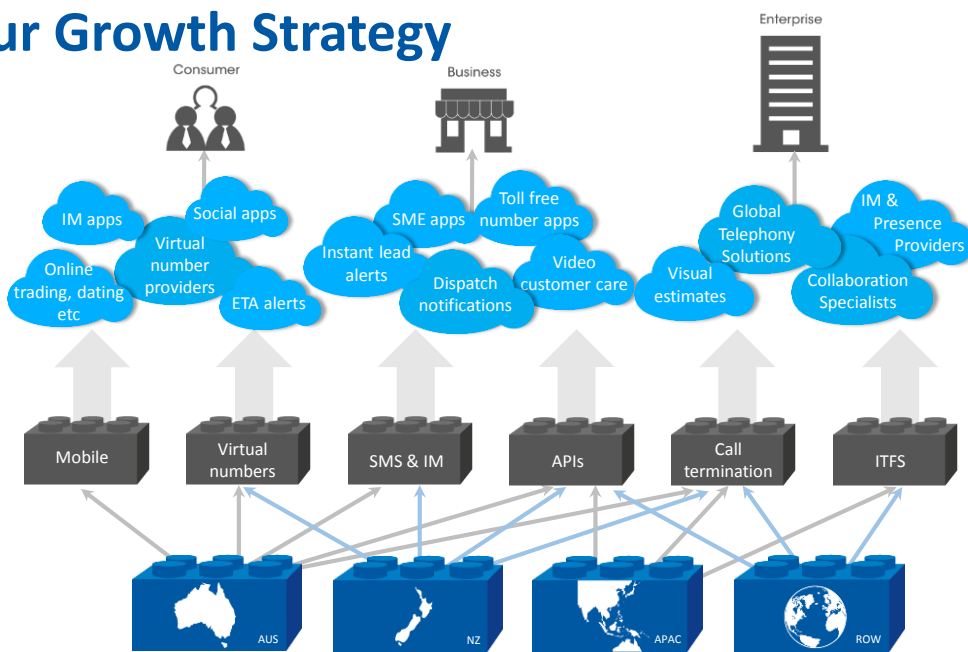 ur Growth Strategy
Consumer
Business
Enterprise
IM apps
Social apps
Virtual
number
providers
Online
trading, dating
etc
ETA alerts
SME apps
Toll free
number apps
Instant lead
alerts
Dispatch
notifications
Video
customer care
Global
Telephony
Solutions
IM &
Presence
Providers
Visual
estimates
Collaboration
Specialists
Mobile
Virtual
numbers
SMS & IM
APIs
Call
termination
ITFS
AUS
NZ
APAC
ROW